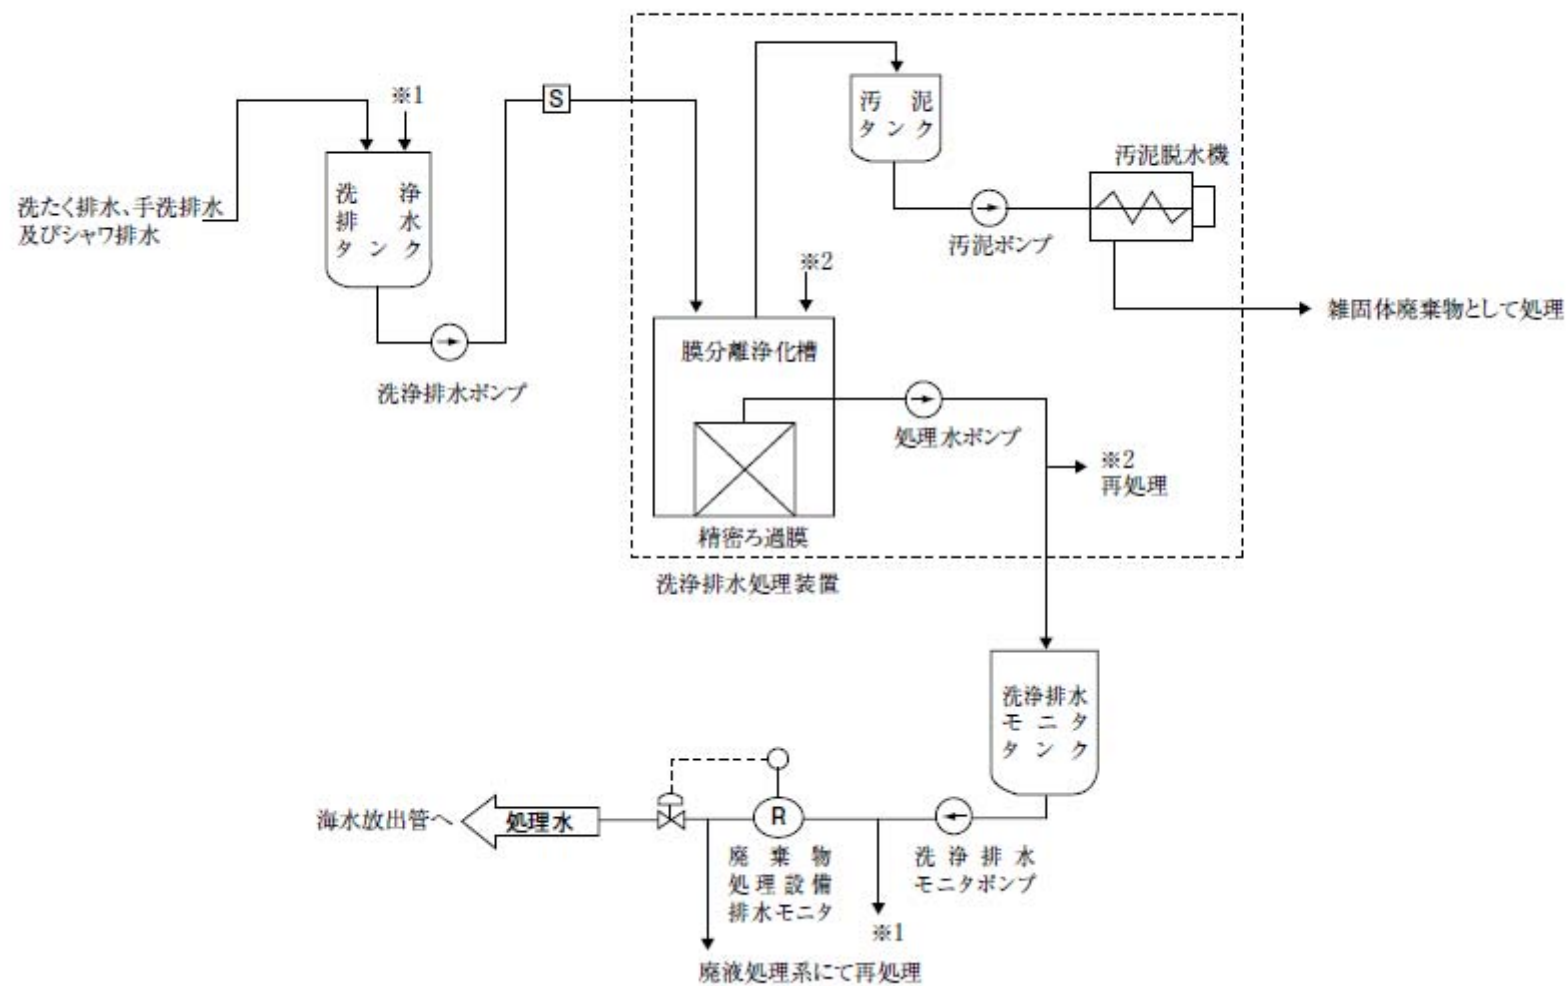 ※1
S
汚泥
タンク
汚泥脱水機
洗浄
排水
タンク
洗たく排水、手洗排水
及びシャワ排水
汚泥ポンプ
※2
雑固体廃棄物として処理
膜分離浄化槽
洗浄排水ポンプ
処理水ポンプ
※2
再処理
精密ろ過膜
洗浄排水処理装置
洗浄排水
モニタ
タンク
海水放出管へ
処理水
R
廃棄物
処理設備
排水モニタ
洗浄排水
モニタポンプ
※1
廃液処理系にて再処理